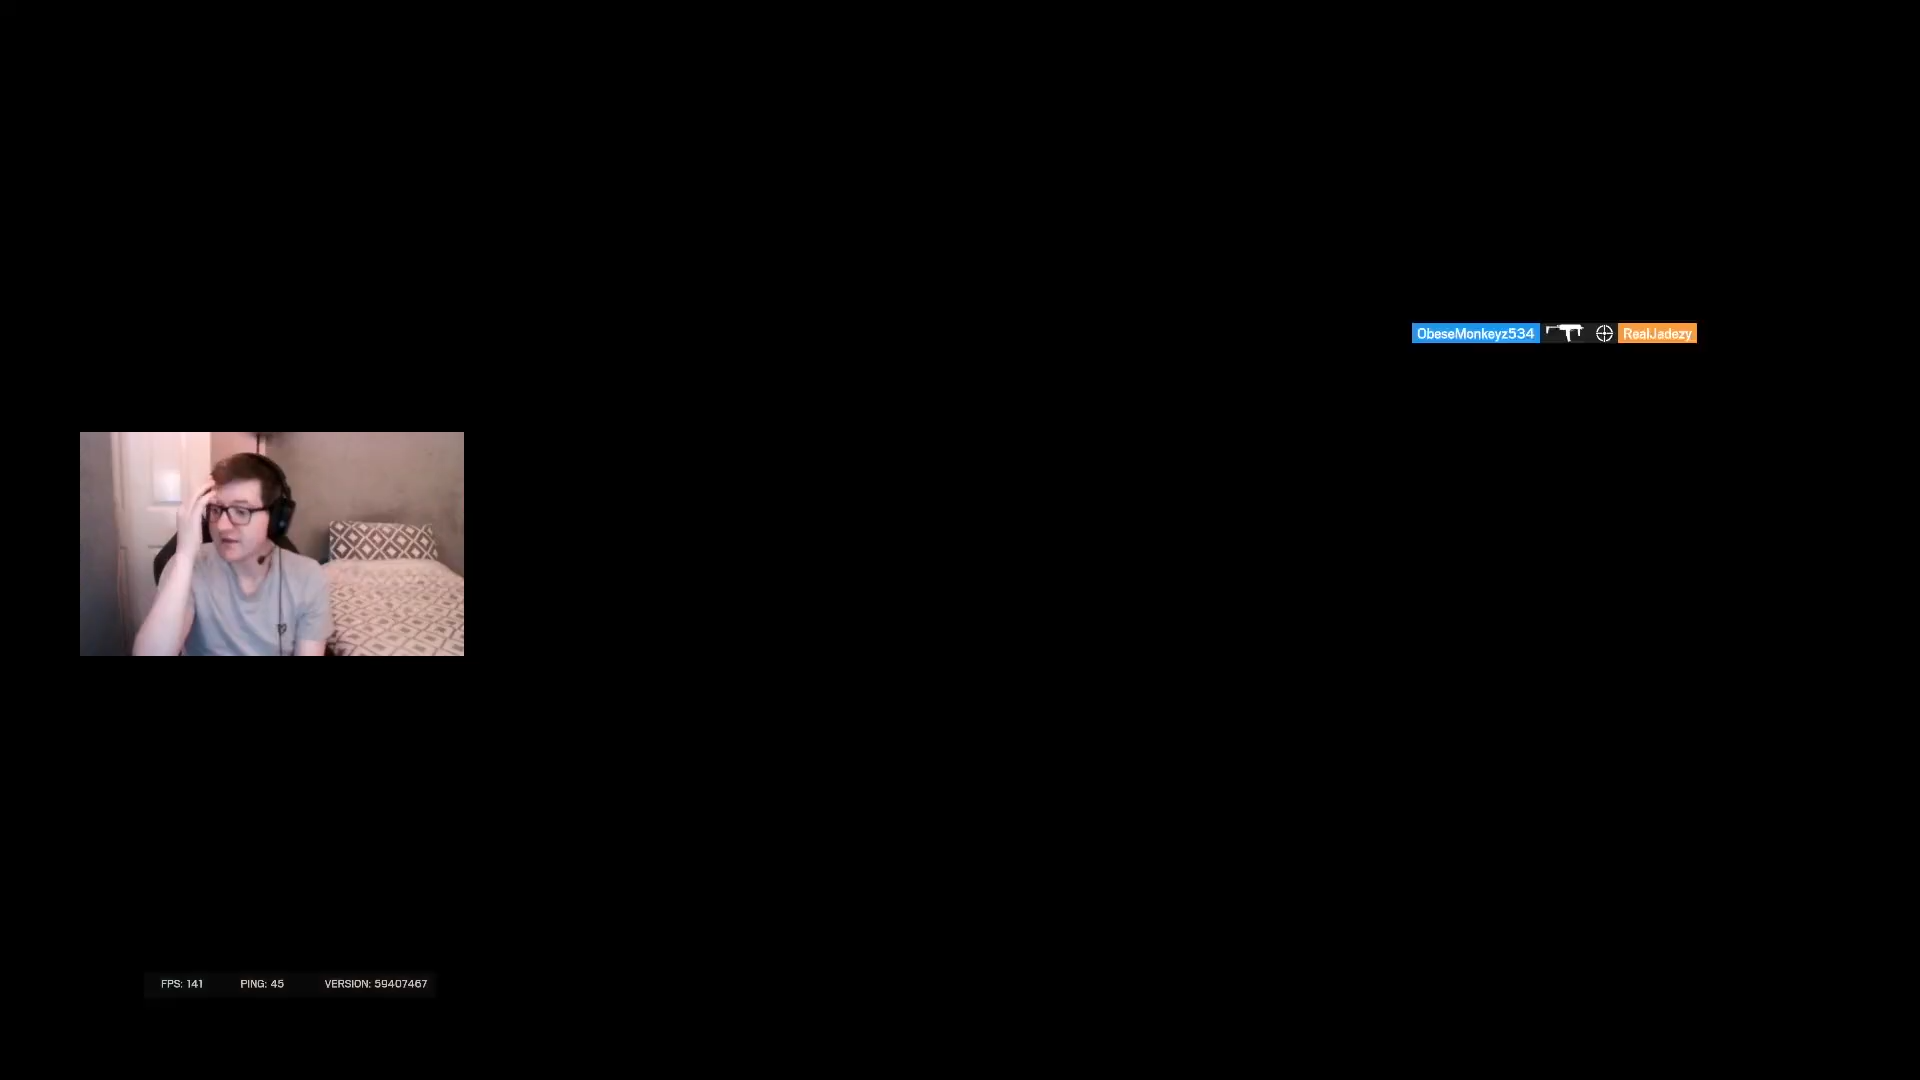 ObeseMonkeyz534 RealJadezy
FPS: 141 PING: 45 VERSION: 59407467